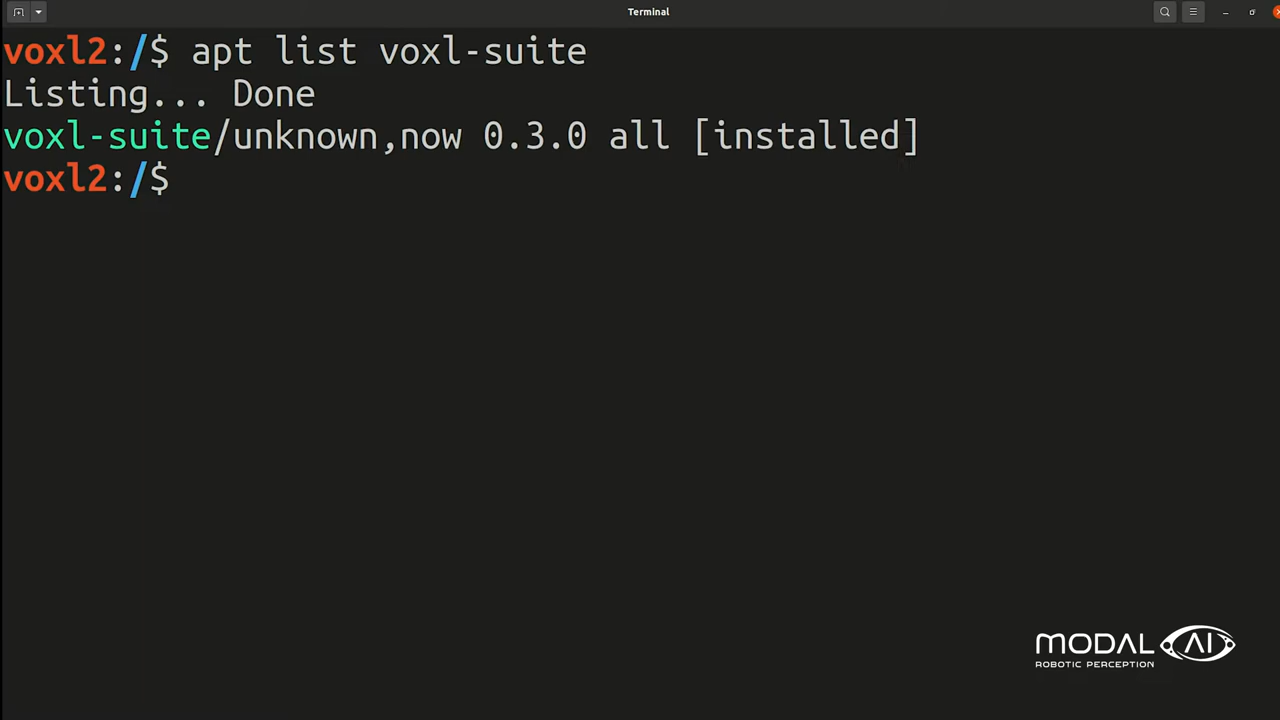 Terminal
voxl2:/$ apt list voxl-suite
Listing... Done
voxl-suite/unknown,now 0.3.0 all [installed]
voxl2:/$
MODAL AI
ROBOTIC PERCEPTION